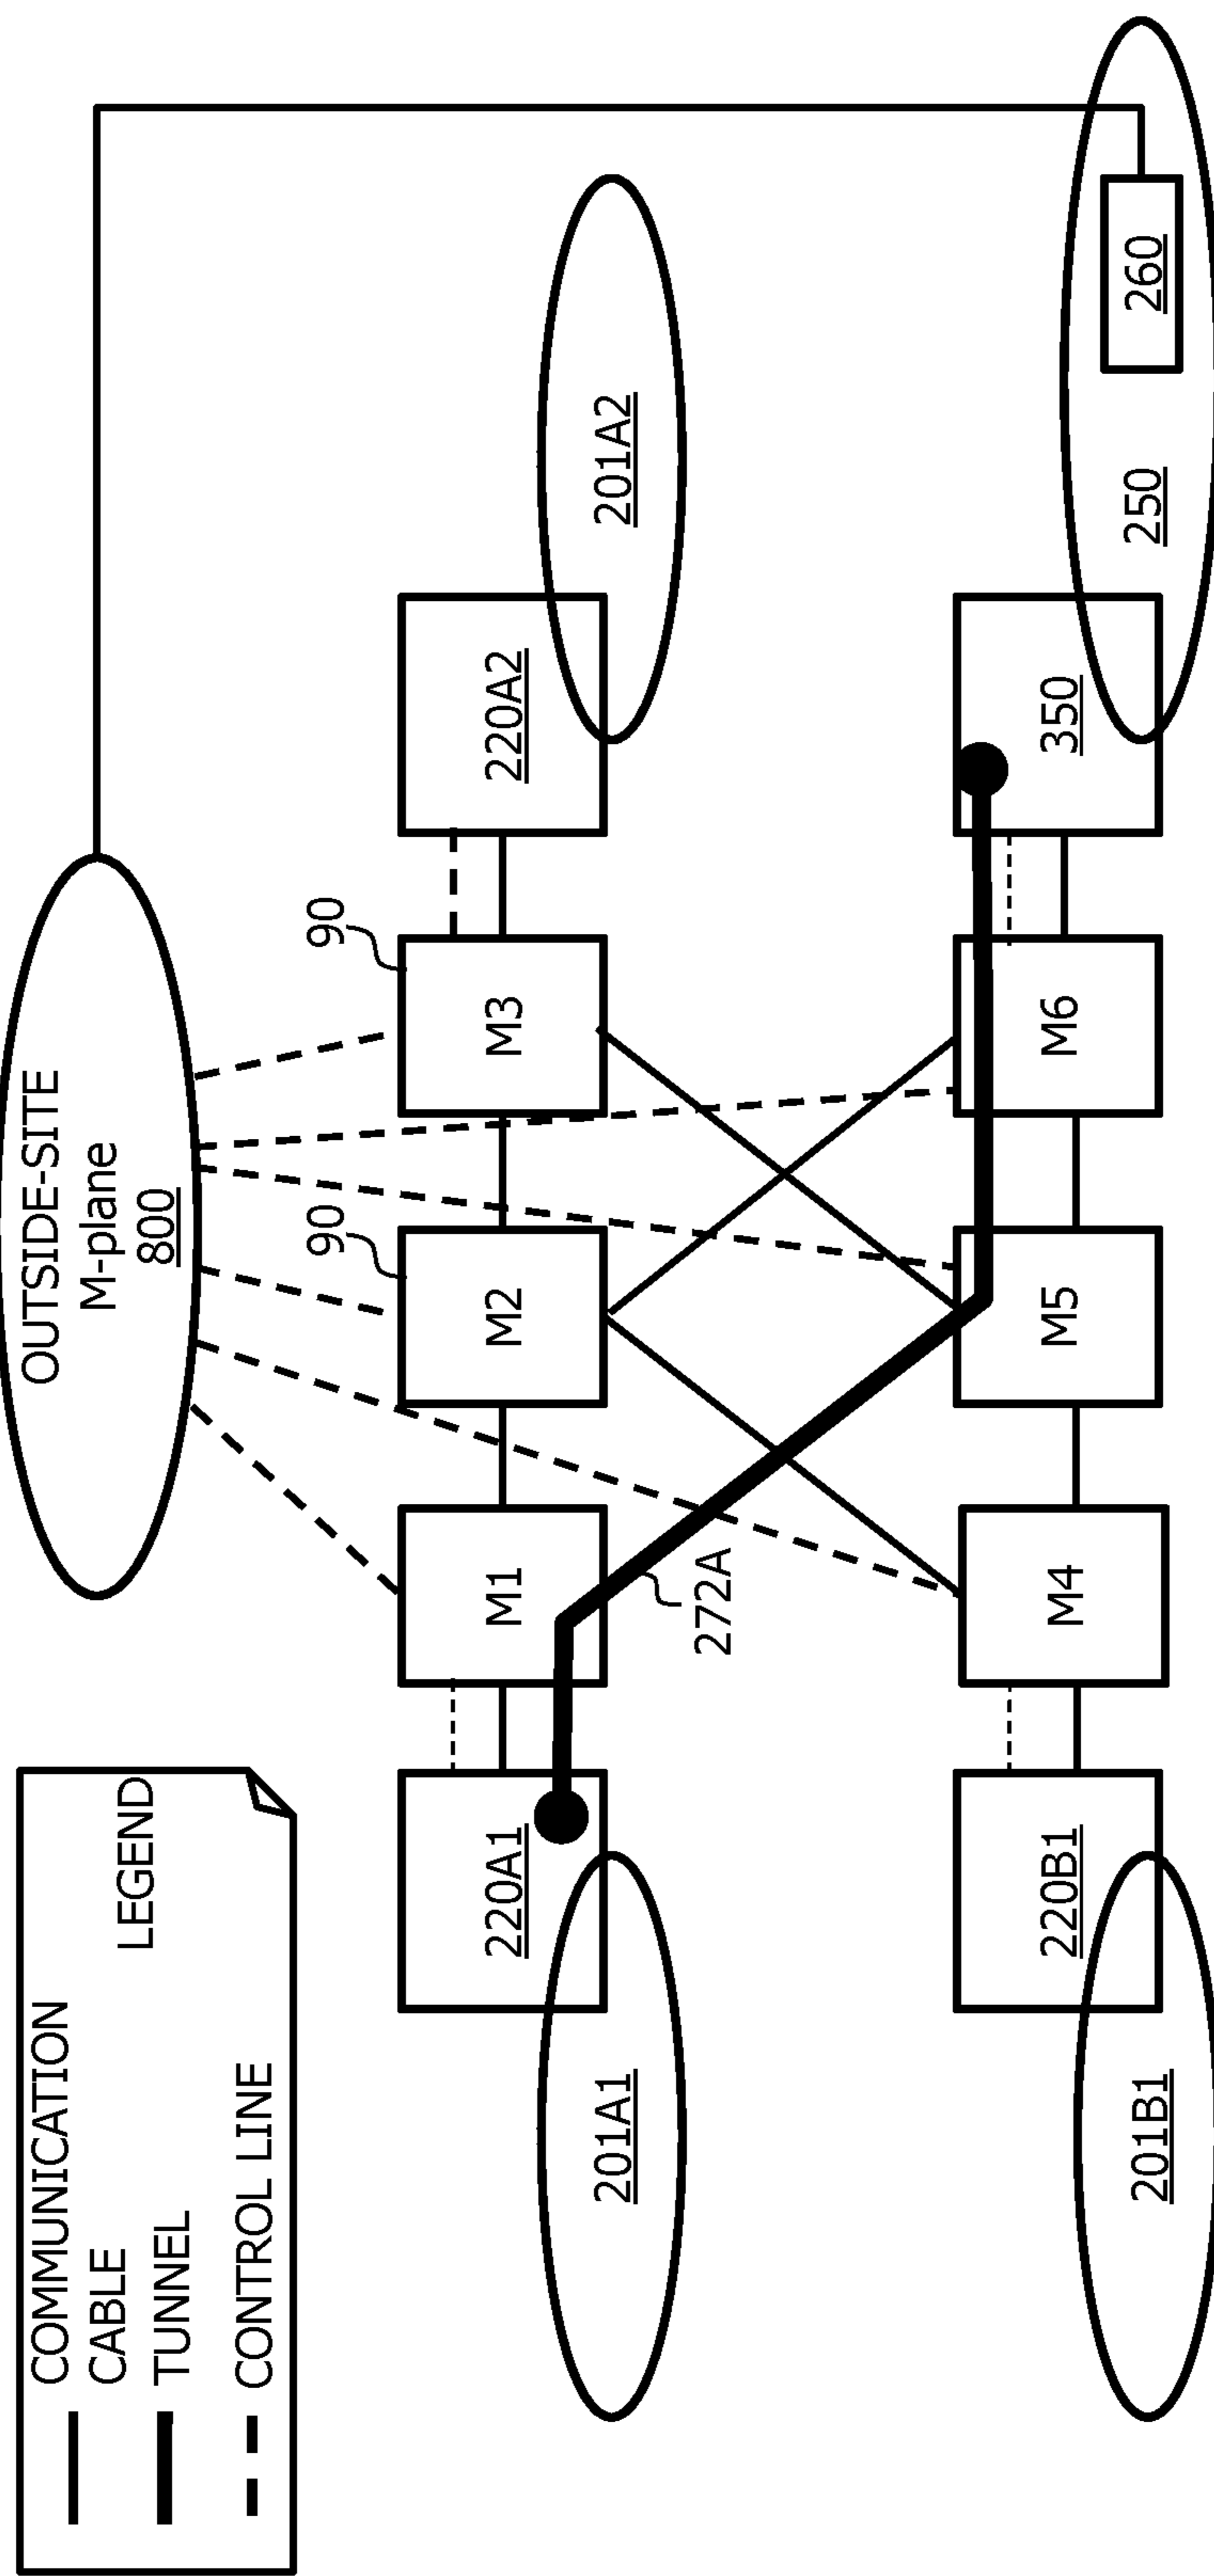 LEGEND
COMMUNICATION
CABLE
TUNNEL
CONTROL LINE
OUTSIDE-SITE
M-plane
800
90
90
220A1
M1
M2
M3
220A2
201A1
201A2
272A
220B1
M4
M5
M6
350
201B1
250
260